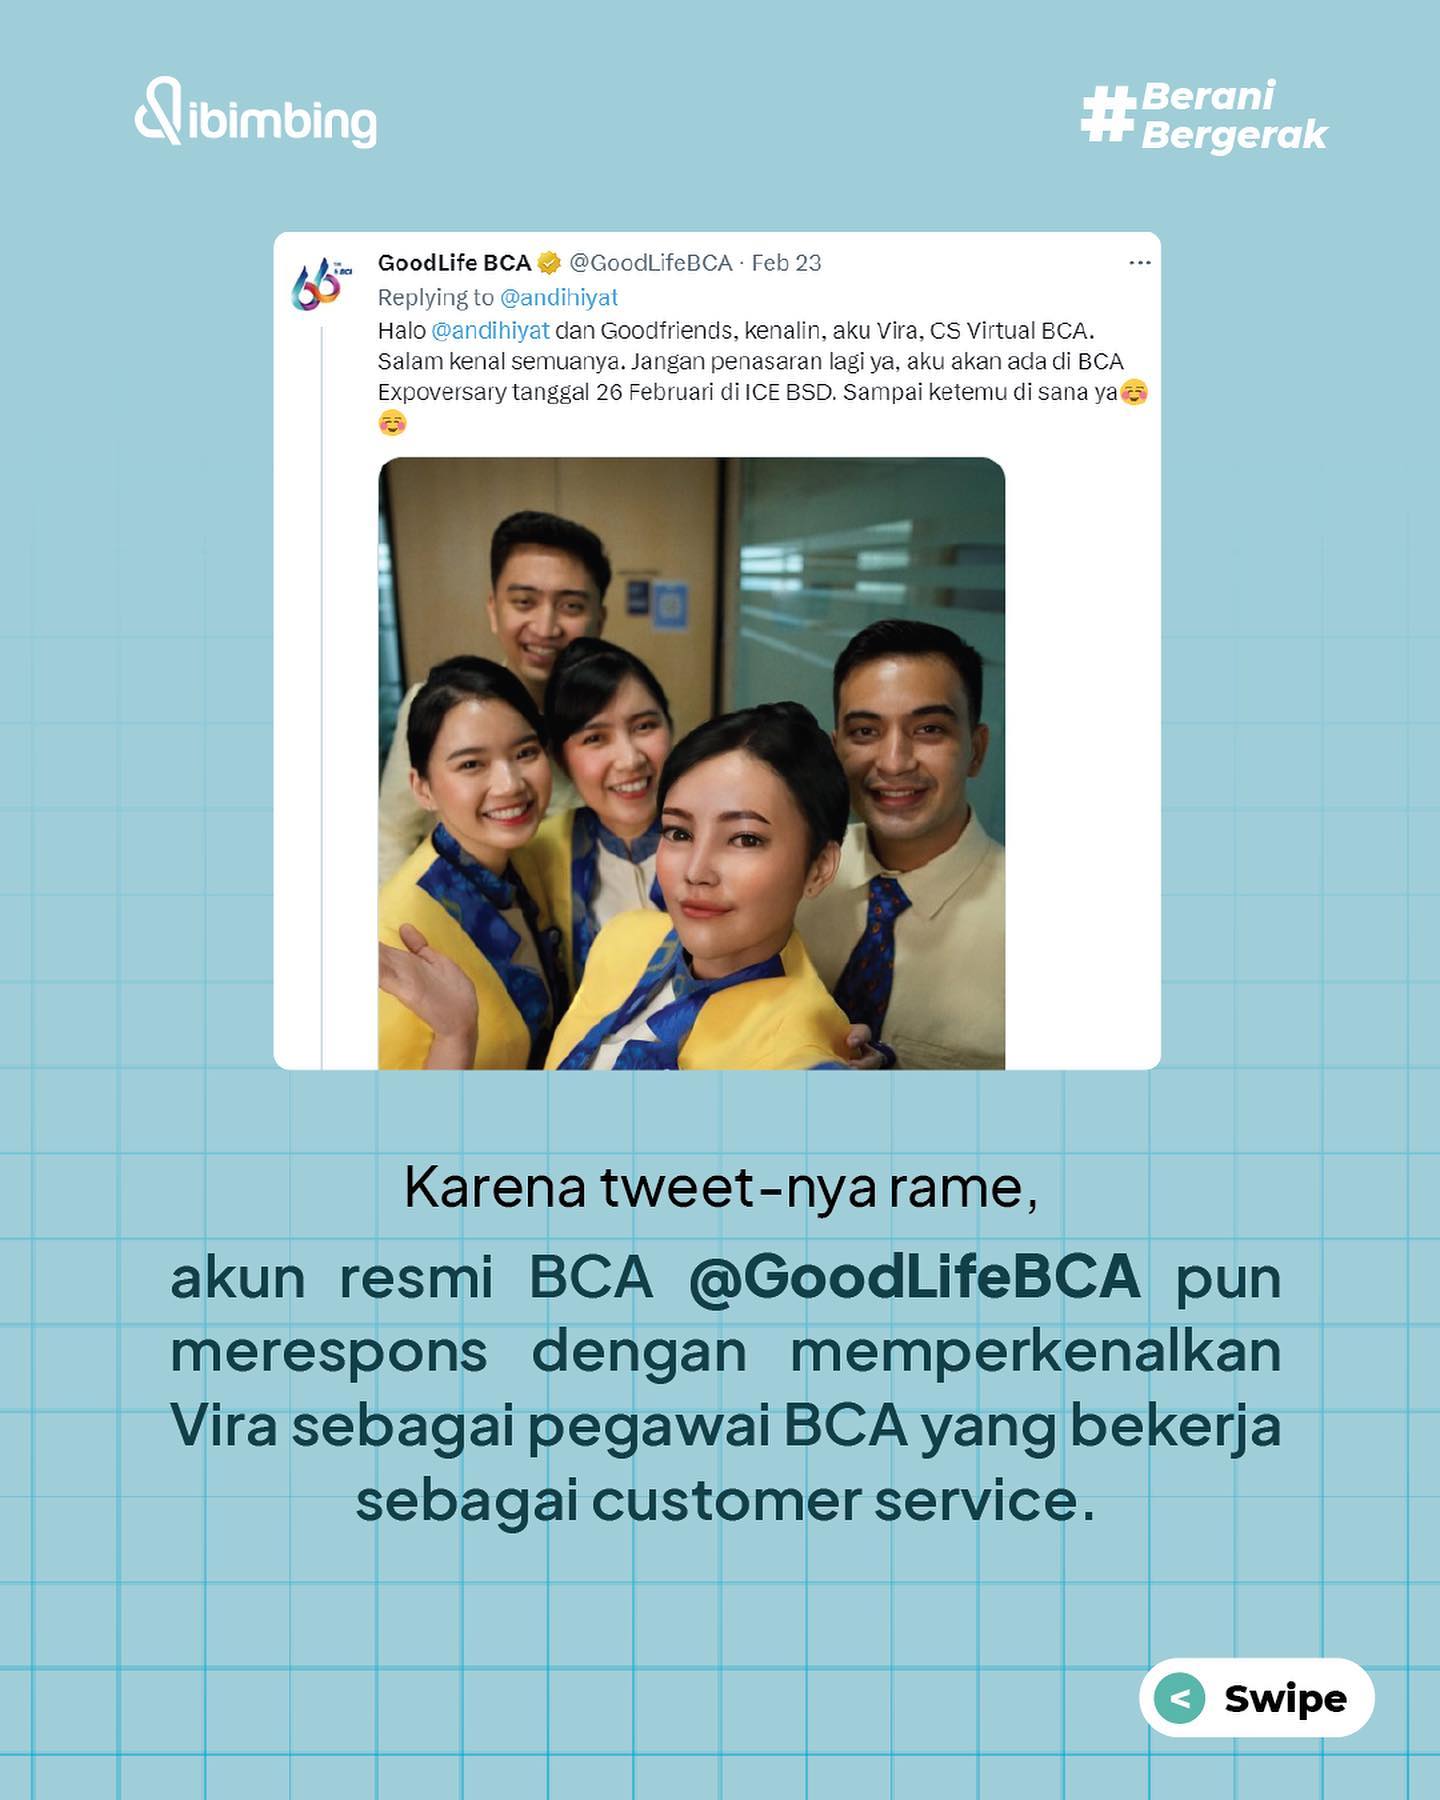 dibimbing
#Berani
Bergerak
GoodLife BCA @GoodLifeBCA · Feb 23
Replying to @andihiyat
Halo @andihiyat dan Goodfriends, kenalin, aku Vira, CS Virtual BCA.
Salam kenal semuanya. Jangan penasaran lagi ya, aku akan ada di BCA
Expoversary tanggal 26 Februari di ICE BSD. Sampai ketemu di sana ya😊
😊
66
Karena tweet-nya rame,
akun resmi BCA @GoodLifeBCA pun
merespons dengan memperkenalkan
Vira sebagai pegawai BCA yang bekerja
sebagai customer service.
< Swipe